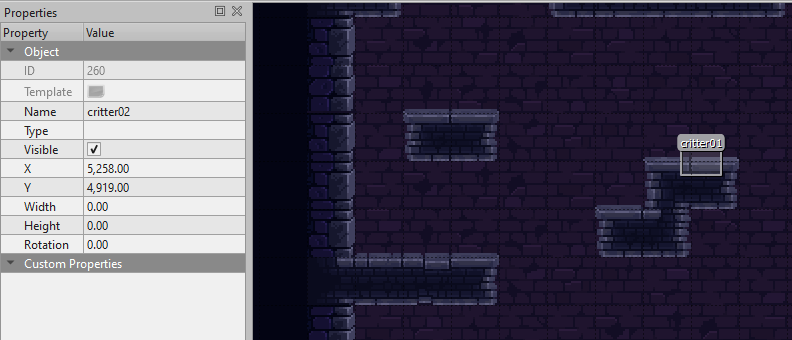 Properties
Property Value
Object
ID 260
Template
Name critter02
Type
Visible
X 5,258.00
Y 4,919.00
Width 0.00
Height 0.00
Rotation 0.00
Custom Properties
critter01